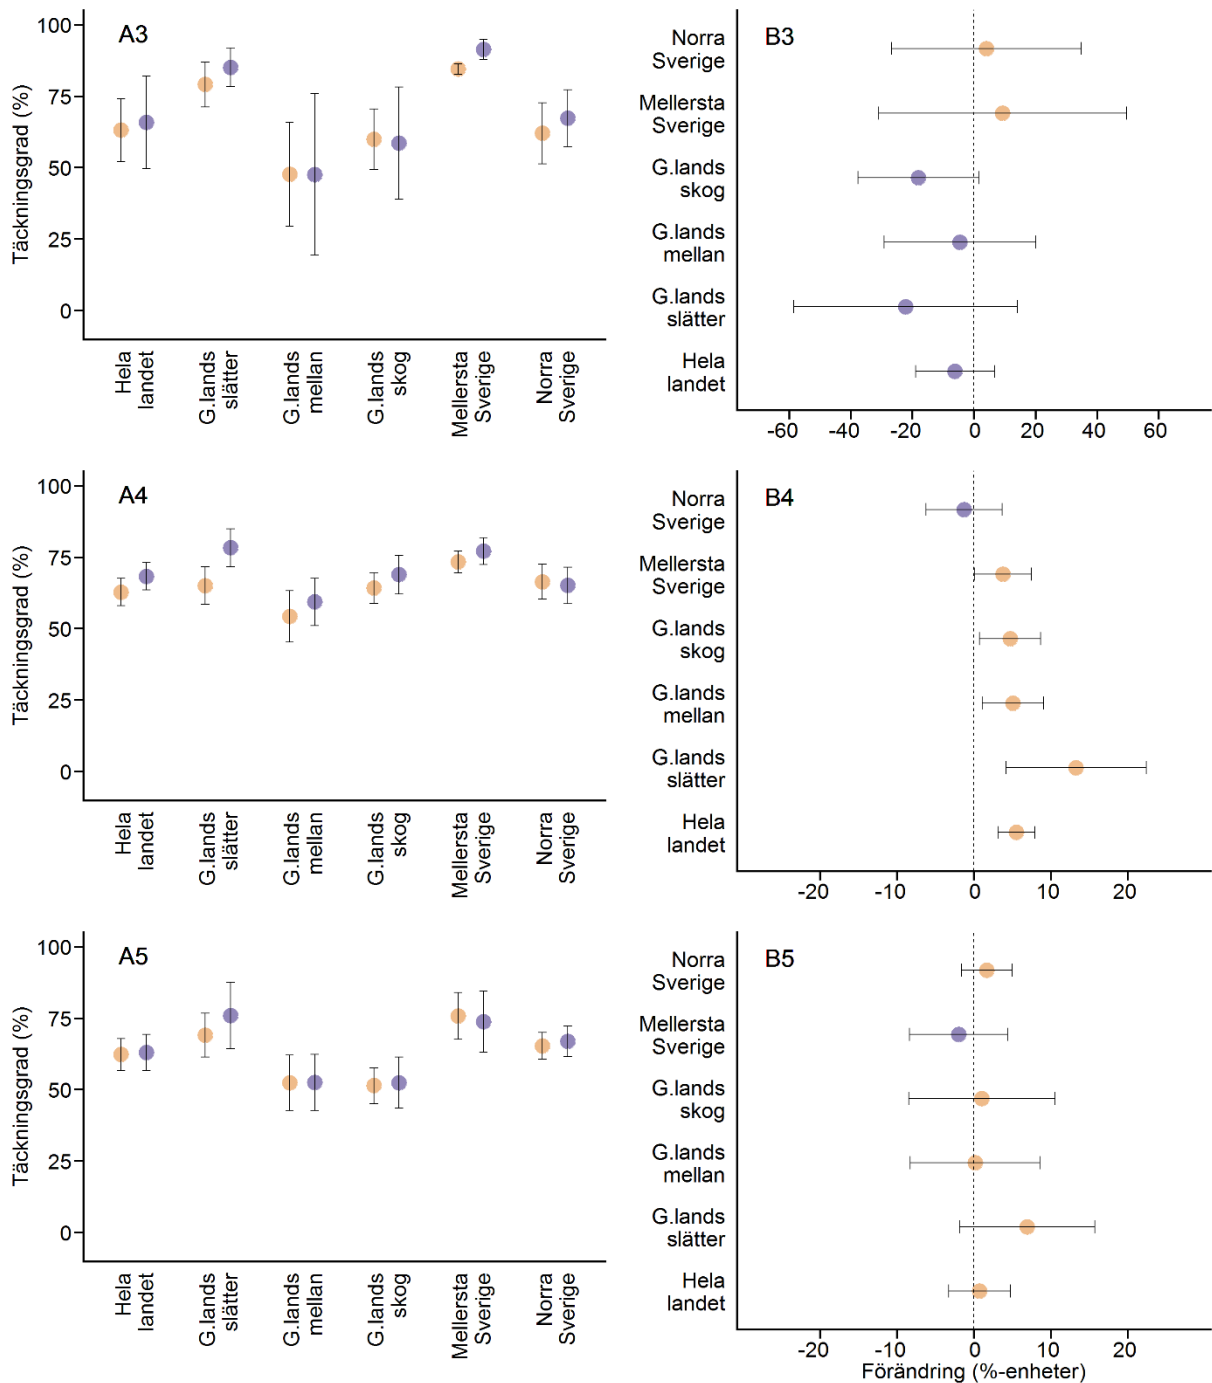 A3
Täckningsgrad (%)
100
75
50
25
0
Hela
landet
G.lands
slätter
G.lands
mellan
G.lands
skog
Mellersta
Sverige
Norra
Sverige
B3
Norra
Sverige
Mellersta
Sverige
G.lands
skog
G.lands
mellan
G.lands
slätter
Hela
landet
-60 -40 -20 0 20 40 60
A4
Täckningsgrad (%)
100
75
50
25
0
Hela
landet
G.lands
slätter
G.lands
mellan
G.lands
skog
Mellersta
Sverige
Norra
Sverige
B4
Norra
Sverige
Mellersta
Sverige
G.lands
skog
G.lands
mellan
G.lands
slätter
Hela
landet
-20 -10 0 10 20
A5
Täckningsgrad (%)
100
75
50
25
0
Hela
landet
G.lands
slätter
G.lands
mellan
G.lands
skog
Mellersta
Sverige
Norra
Sverige
B5
Norra
Sverige
Mellersta
Sverige
G.lands
skog
G.lands
mellan
G.lands
slätter
Hela
landet
-20 -10 0 10 20
Förändring (%-enheter)